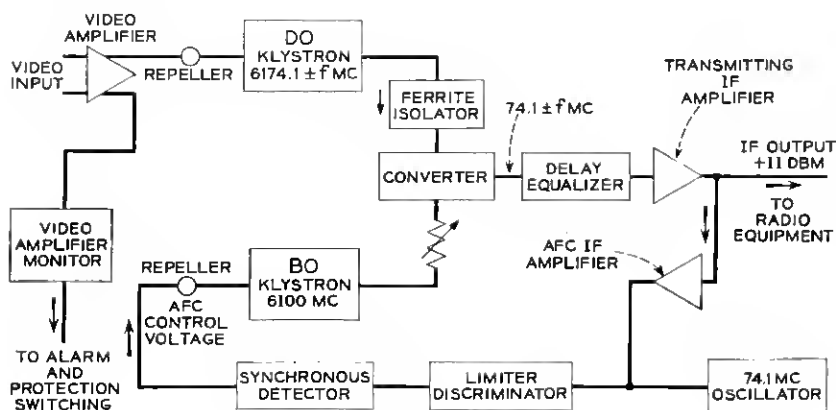 VIDEO
AMPLIFIER
VIDEO
INPUT
REPELLER
DO
KLYSTRON
6174.1 ± f MC
FERRITE
ISOLATOR
74.1 ± f MC
TRANSMITTING
IF
AMPLIFIER
CONVERTER
DELAY
EQUALIZER
IF OUTPUT
+11 DBM
TO
RADIO
EQUIPMENT
VIDEO
AMPLIFIER
MONITOR
REPELLER
BO
KLYSTRON
6100 MC
AFC
CONTROL
VOLTAGE
AFC IF
AMPLIFIER
TO ALARM
AND
PROTECTION
SWITCHING
SYNCHRONOUS
DETECTOR
LIMITER
DISCRIMINATOR
74.1 MC
OSCILLATOR